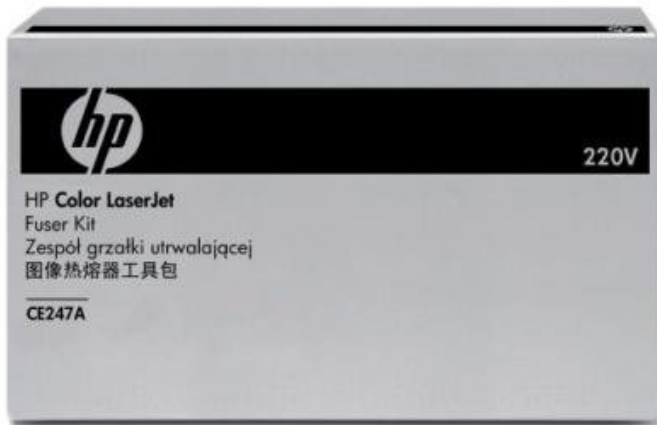 hp
220V
HP Color LaserJet
Fuser Kit
Zespół grzałki utrwalającej
图像热熔器工具包
CE247A